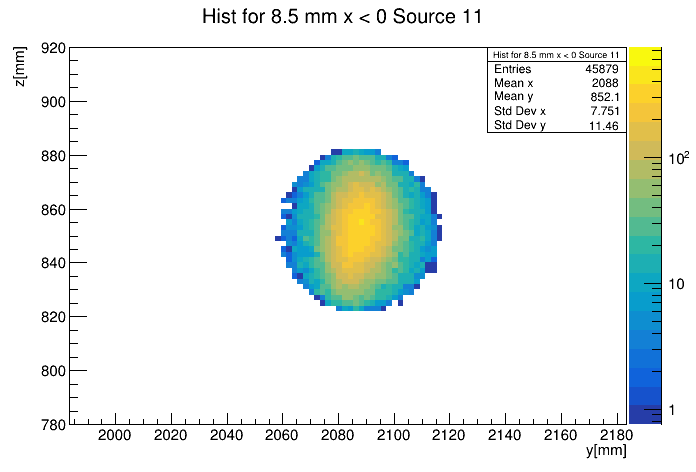 Hist for 8.5 mm x < 0 Source 11
z[mm]
920
900
880
860
840
820
800
780
2000
2020
2040
2060
2080
2100
2120
2140
2160
2180
y[mm]
Hist for 8.5 mm x < 0 Source 11
Entries 45879
Mean x 2088
Mean y 852.1
Std Dev x 7.751
Std Dev y 11.46
10²
10
1